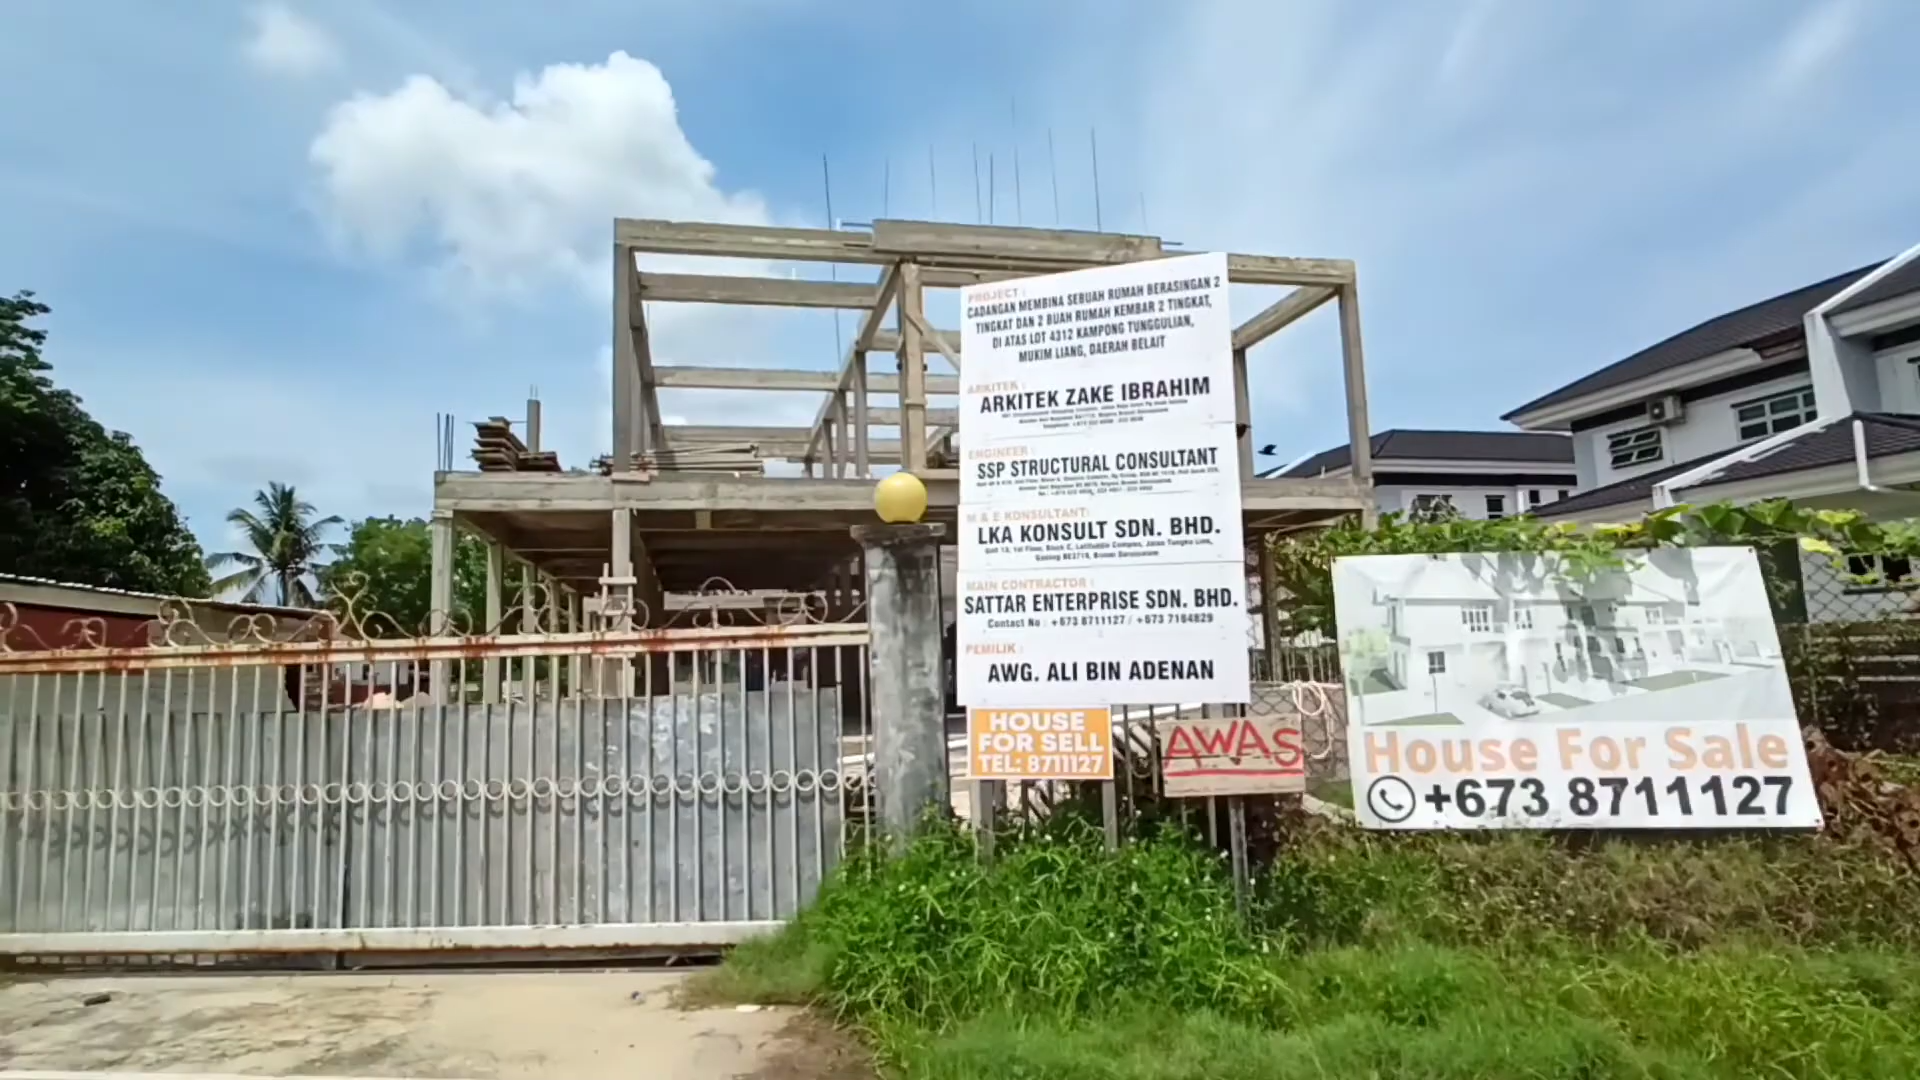 PROJECT :
CADANGAN MEMBINA SEBUAH RUMAH BERASINGAN 2
TINGKAT DAN 2 BUAH RUMAH KEMBAR 2 TINGKAT,
DI ATAS LOT 4312 KAMPONG TUNGGULIAN,
MUKIM LIANG, DAERAH BELAIT
ARKITEK :
ARKITEK ZAKE IBRAHIM
ENGINEER :
SSP STRUCTURAL CONSULTANT
M & E KONSULTANT:
LKA KONSULT SDN. BHD.
MAIN CONTRACTOR :
SATTAR ENTERPRISE SDN. BHD.
Contact No : +673 8711127 / +673 7164829
PEMILIK :
AWG. ALI BIN ADENAN
HOUSE
FOR SELL
TEL: 8711127
AWAS
House For Sale
+673 8711127